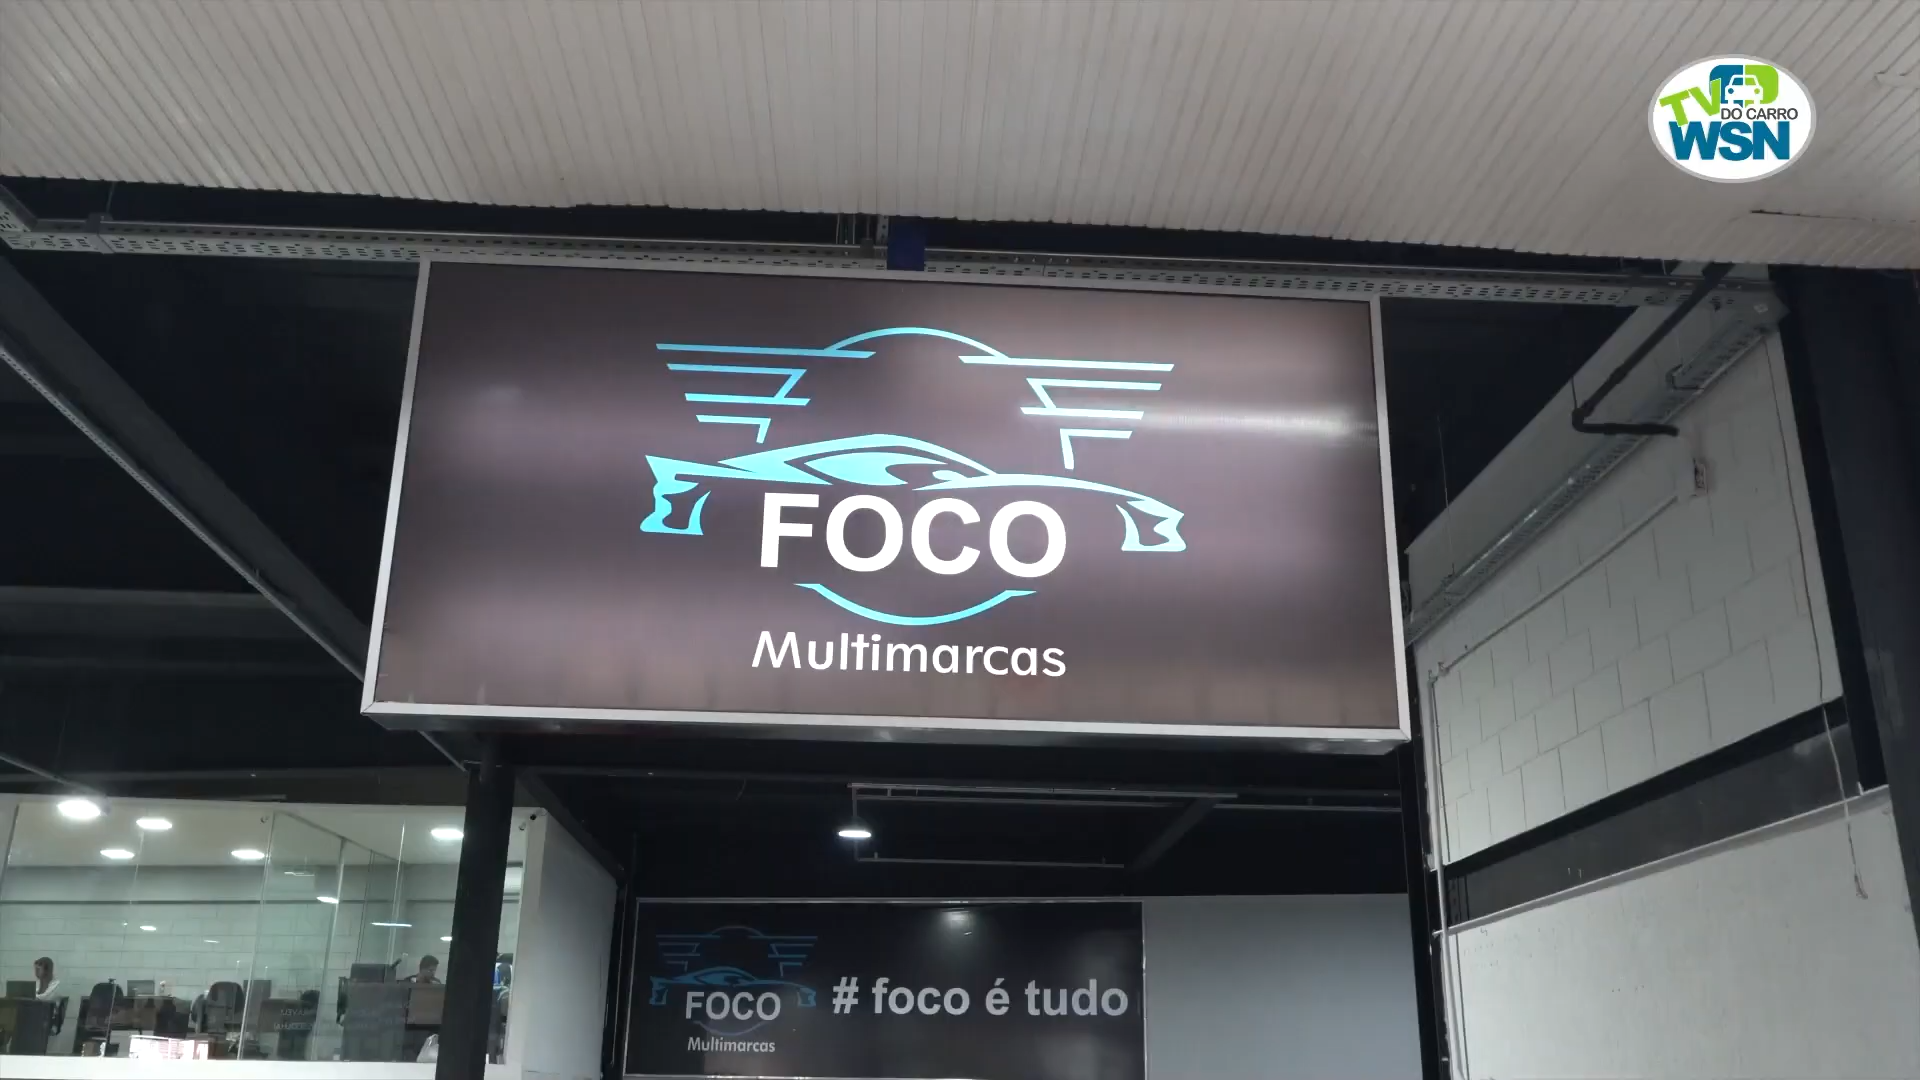 TV DO CARRO
WSN
FOCO
Multimarcas
FOCO
Multimarcas
# foco é tudo